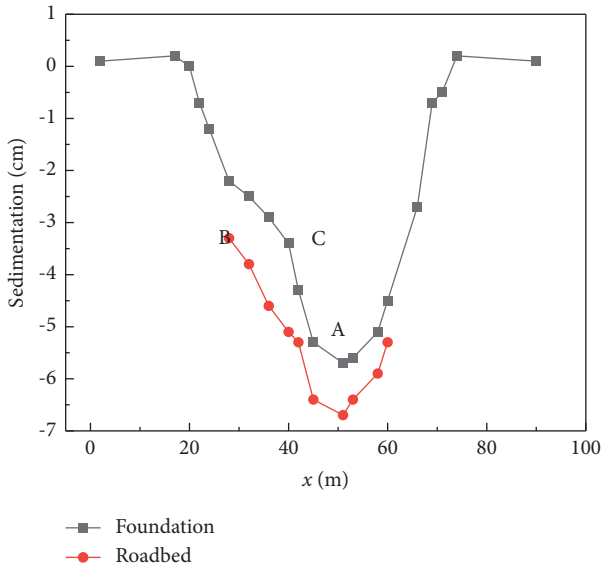 1
0
-1
-2
-3
-4
-5
-6
-7
Sedimentation (cm)
B
C
A
0 20 40 60 80 100
x (m)
Foundation
Roadbed